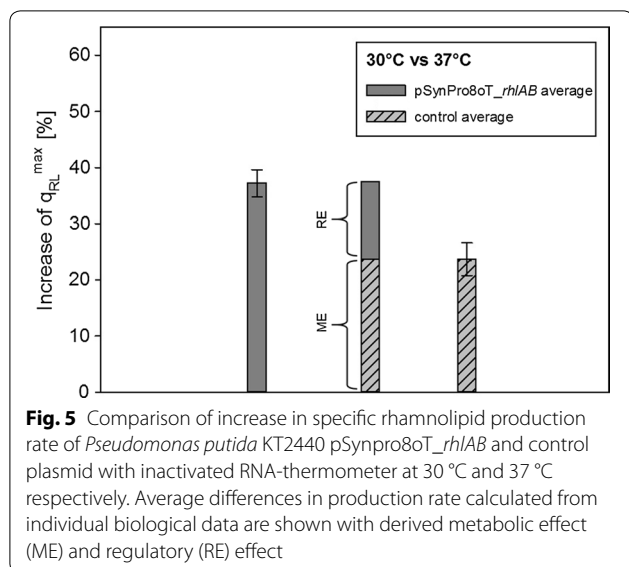 60
50
40
30
20
10
0
Increase of q_RL^max [%]
30°C vs 37°C
pSynPro8oT_rhlAB average
control average
RE
ME
Fig. 5 Comparison of increase in specific rhamnolipid production
rate of Pseudomonas putida KT2440 pSynpro8oT_rhlAB and control
plasmid with inactivated RNA-thermometer at 30 °C and 37 °C
respectively. Average differences in production rate calculated from
individual biological data are shown with derived metabolic effect
(ME) and regulatory (RE) effect